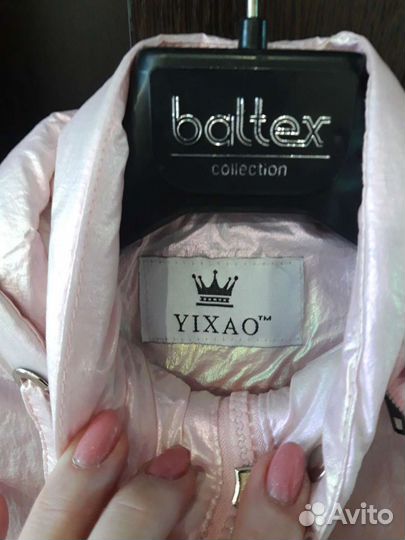 baltex
collection
YIXAO™
Avito